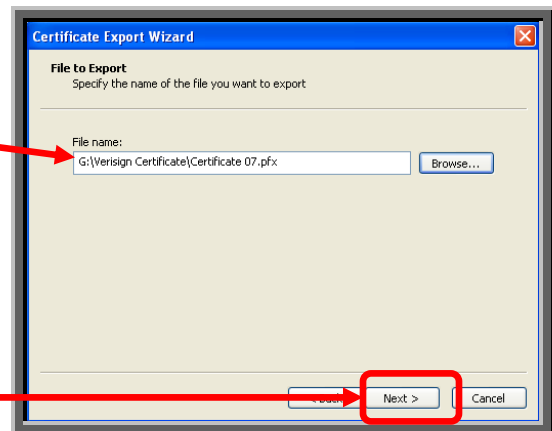 Certificate Export Wizard
File to Export
Specify the name of the file you want to export
File name:
G:\Verisign Certificate\Certificate 07.pfx
Browse...
Next >
Cancel